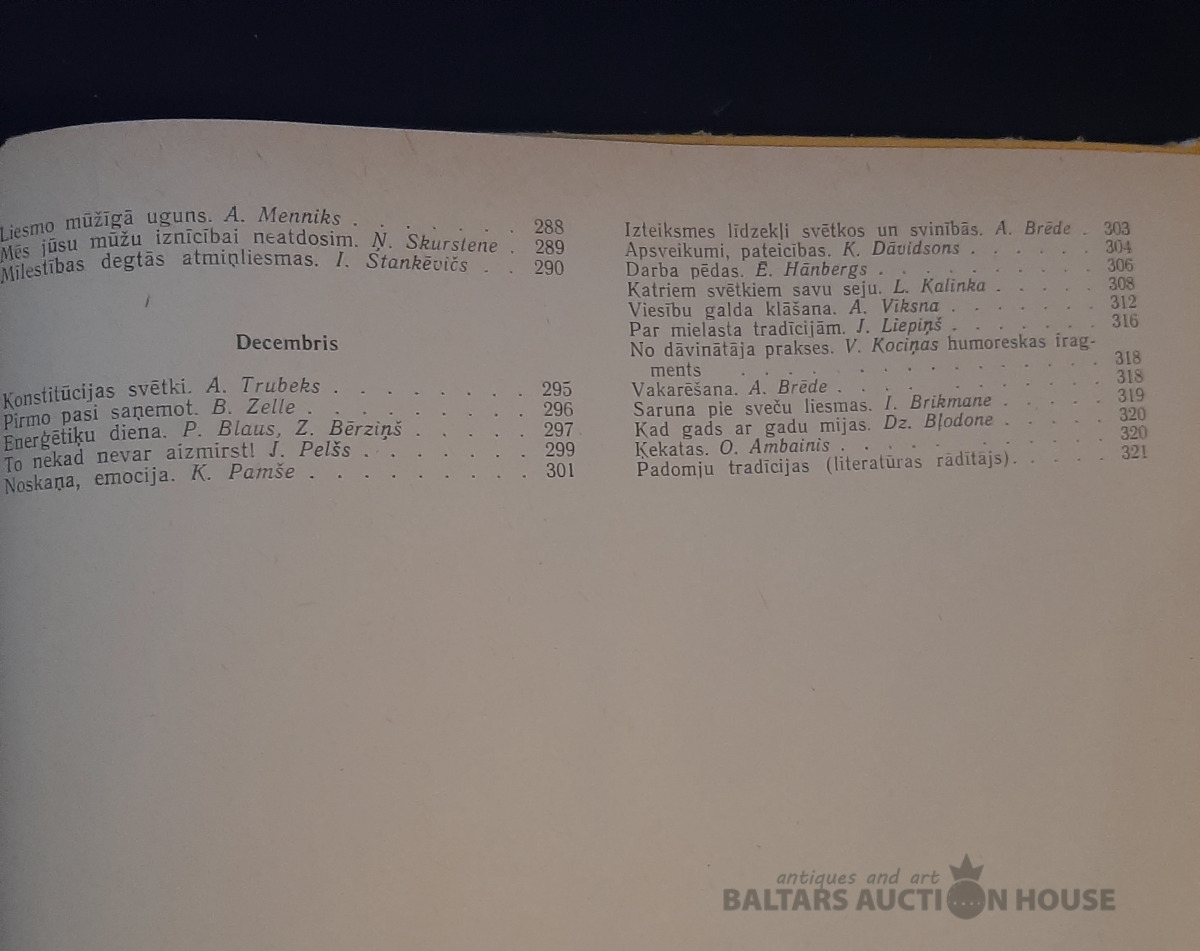 Liesmo mūžīgā uguns. A. Menniks . . . . . . . 288
Mēs jūsu mūžu iznīcībai neatdosim. Ņ. Skurstene . 289
Mīlestības degtās atmiņliesmas. I. Stankēvičs . . 290
Decembris
Konstitūcijas svētki. A. Trubeks . . . . . . . . 295
Pirmo pasi saņemot. B. Zelle . . . . . . . . . 296
Enerģētiķu diena. P. Blaus, Z. Bērziņš . . . . . 297
To nekad nevar aizmirst! J. Pelšs . . . . . . . 299
Noskaņa, emocija. K. Pamše . . . . . . . . . 301
Izteiksmes līdzekļi svētkos un svinībās. A. Brēde . 303
Apsveikumi, pateicības. K. Dāvidsons . . . . . . 304
Darba pēdas. Ē. Hānbergs . . . . . . . . . . 306
Katriem svētkiem savu seju. L. Kalinka . . . . . 308
Viesību galda klāšana. A. Vīksna . . . . . . . 312
Par mielasta tradīcijām. J. Liepiņš . . . . . . . 316
No dāvinātāja prakses. V. Kociņas humoreskas frag-
ments . . . . . . . . . . . . . . 318
Vakarēšana. A. Brēde . . . . . . . . . . . 318
Saruna pie sveču liesmas. I. Brikmane . . . . . 319
Kad gads ar gadu mijas. Dz. Bļodone . . . . . 320
Ķekatas. O. Ambainis . . . . . . . . . . . 320
Padomju tradīcijas (literatūras rādītājs) . . . . . 321
antiques and art
BALTARS AUCTION HOUSE